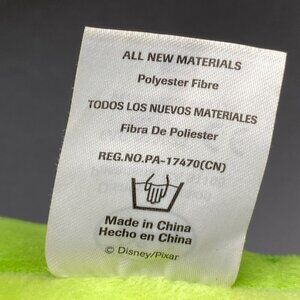 ALL NEW MATERIALS
Polyester Fibre
TODOS LOS NUEVOS MATERIALES
Fibra De Poliester
REG.NO.PA-17470(CN)
Made in China
Hecho en China
© Disney/Pixar